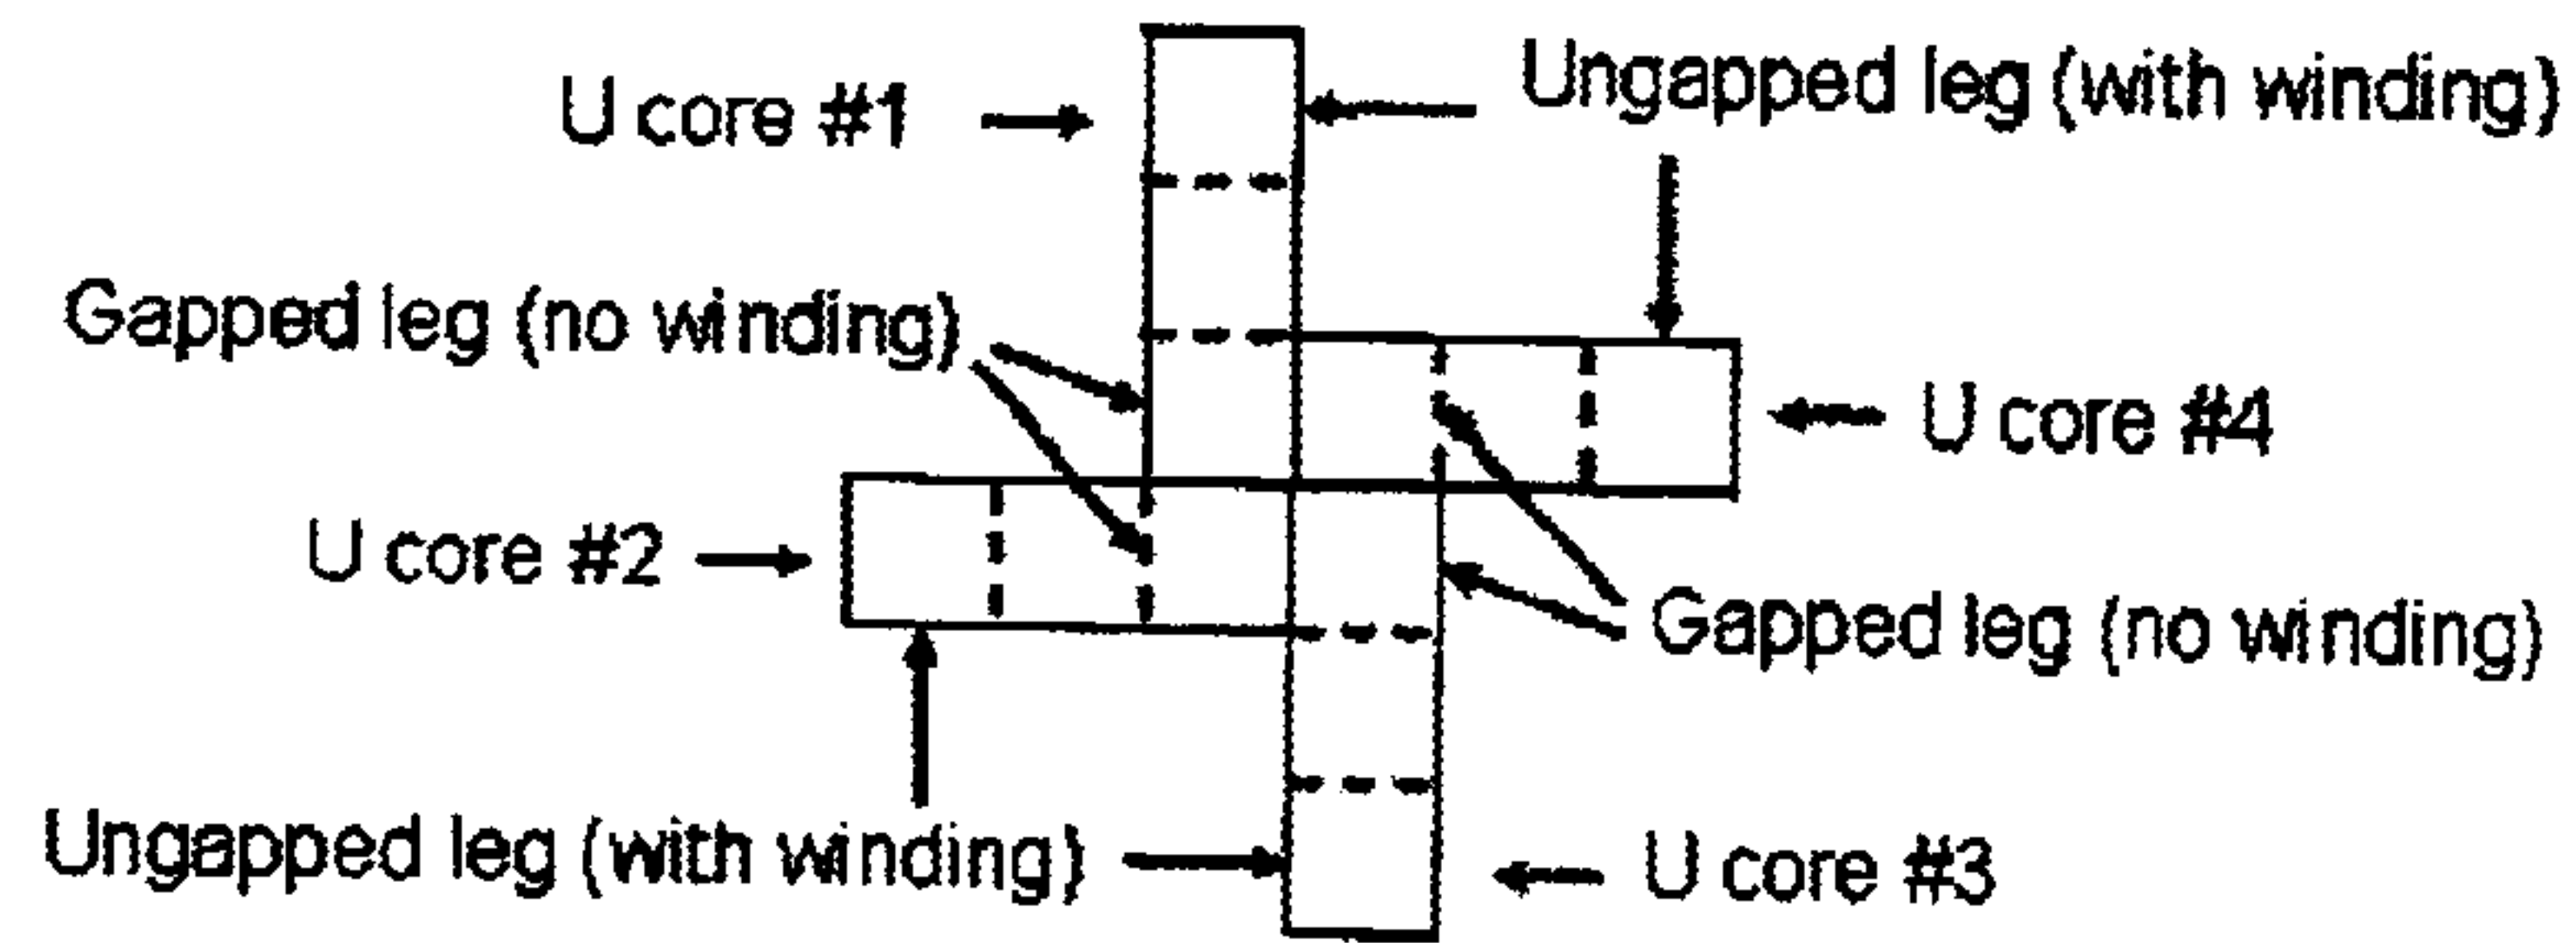 Ungapped leg (with winding)
U core #1
Gapped leg (no winding)
U core #4
U core #2
Gapped leg (no winding)
Ungapped leg (with winding)
U core #3